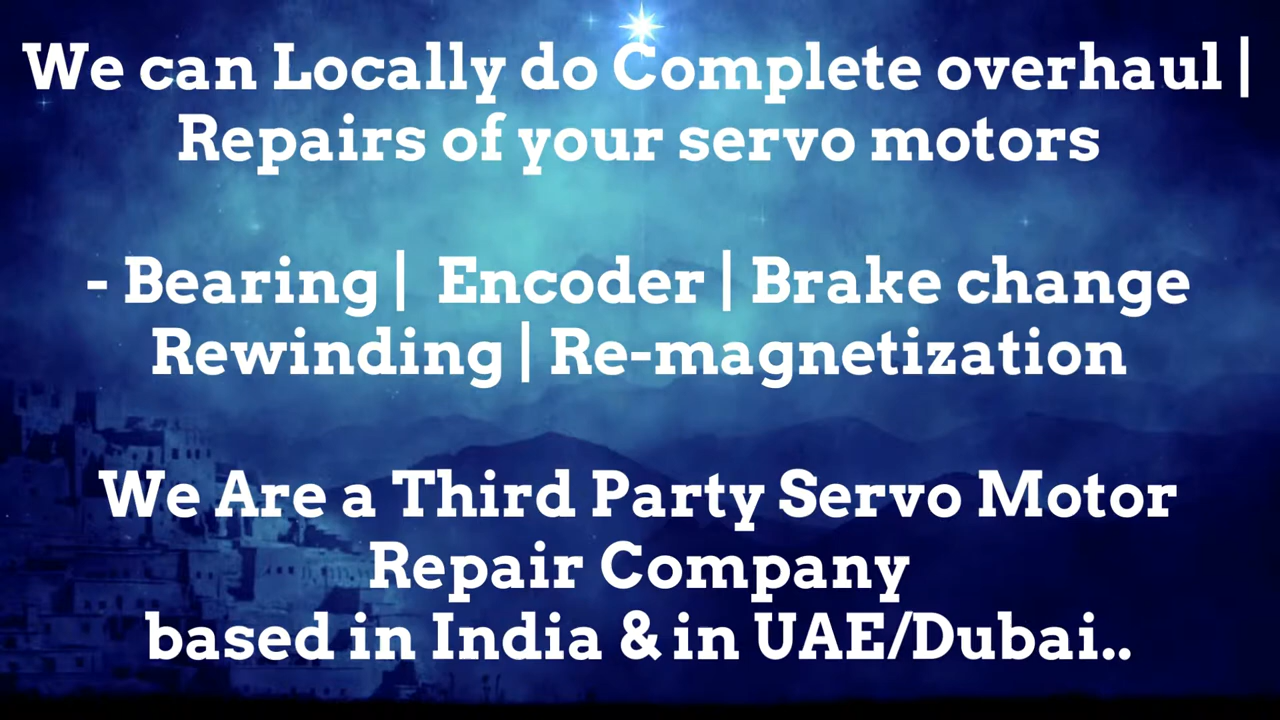 We can Locally do Complete overhaul |
Repairs of your servo motors
- Bearing | Encoder | Brake change
Rewinding | Re-magnetization
We Are a Third Party Servo Motor
Repair Company
based in India & in UAE/Dubai..